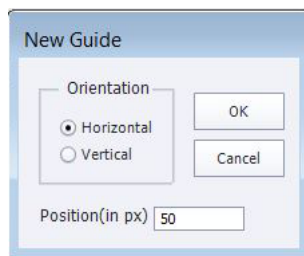 New Guide
Orientation
Horizontal
Vertical
OK
Cancel
Position(in px) 50